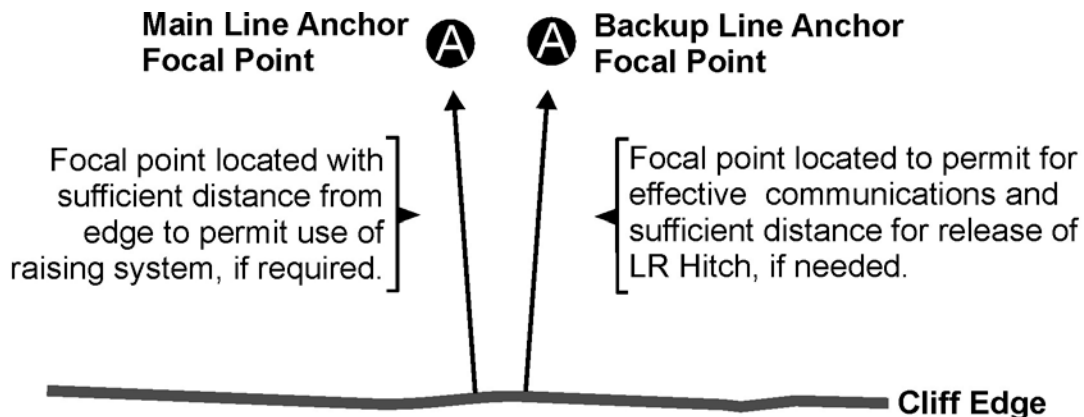 Main Line Anchor
Focal Point
A
A
Backup Line Anchor
Focal Point
Focal point located with
sufficient distance from
edge to permit use of
raising system, if required.
Focal point located to permit for
effective communications and
sufficient distance for release of
LR Hitch, if needed.
Cliff Edge